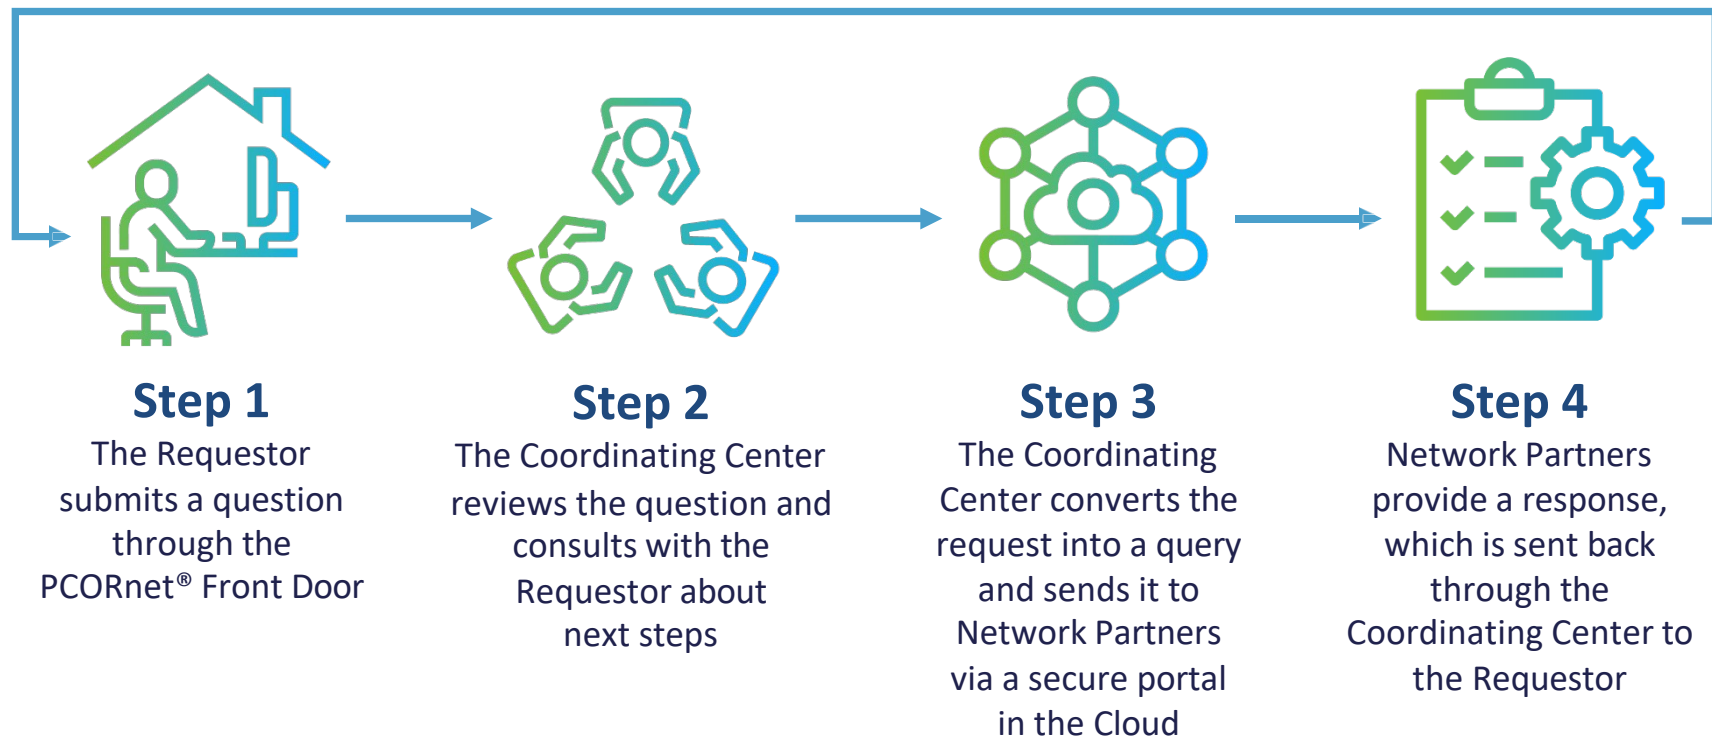 Step 1
The Requestor
submits a question
through the
PCORnet® Front Door
Step 2
The Coordinating Center
reviews the question and
consults with the
Requestor about
next steps
Step 3
The Coordinating
Center converts the
request into a query
and sends it to
Network Partners
via a secure portal
in the Cloud
Step 4
Network Partners
provide a response,
which is sent back
through the
Coordinating Center to
the Requestor